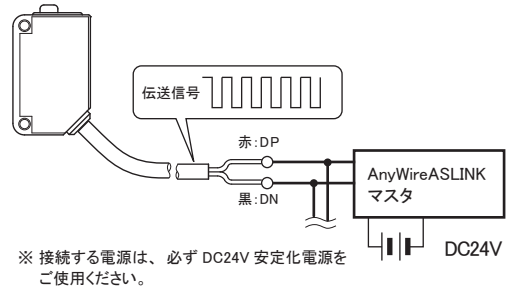 伝送信号
赤:DP
黒:DN
AnyWireASLINK
マスタ
DC24V
※ 接続する電源は、必ず DC24V 安定化電源を
ご使用ください。